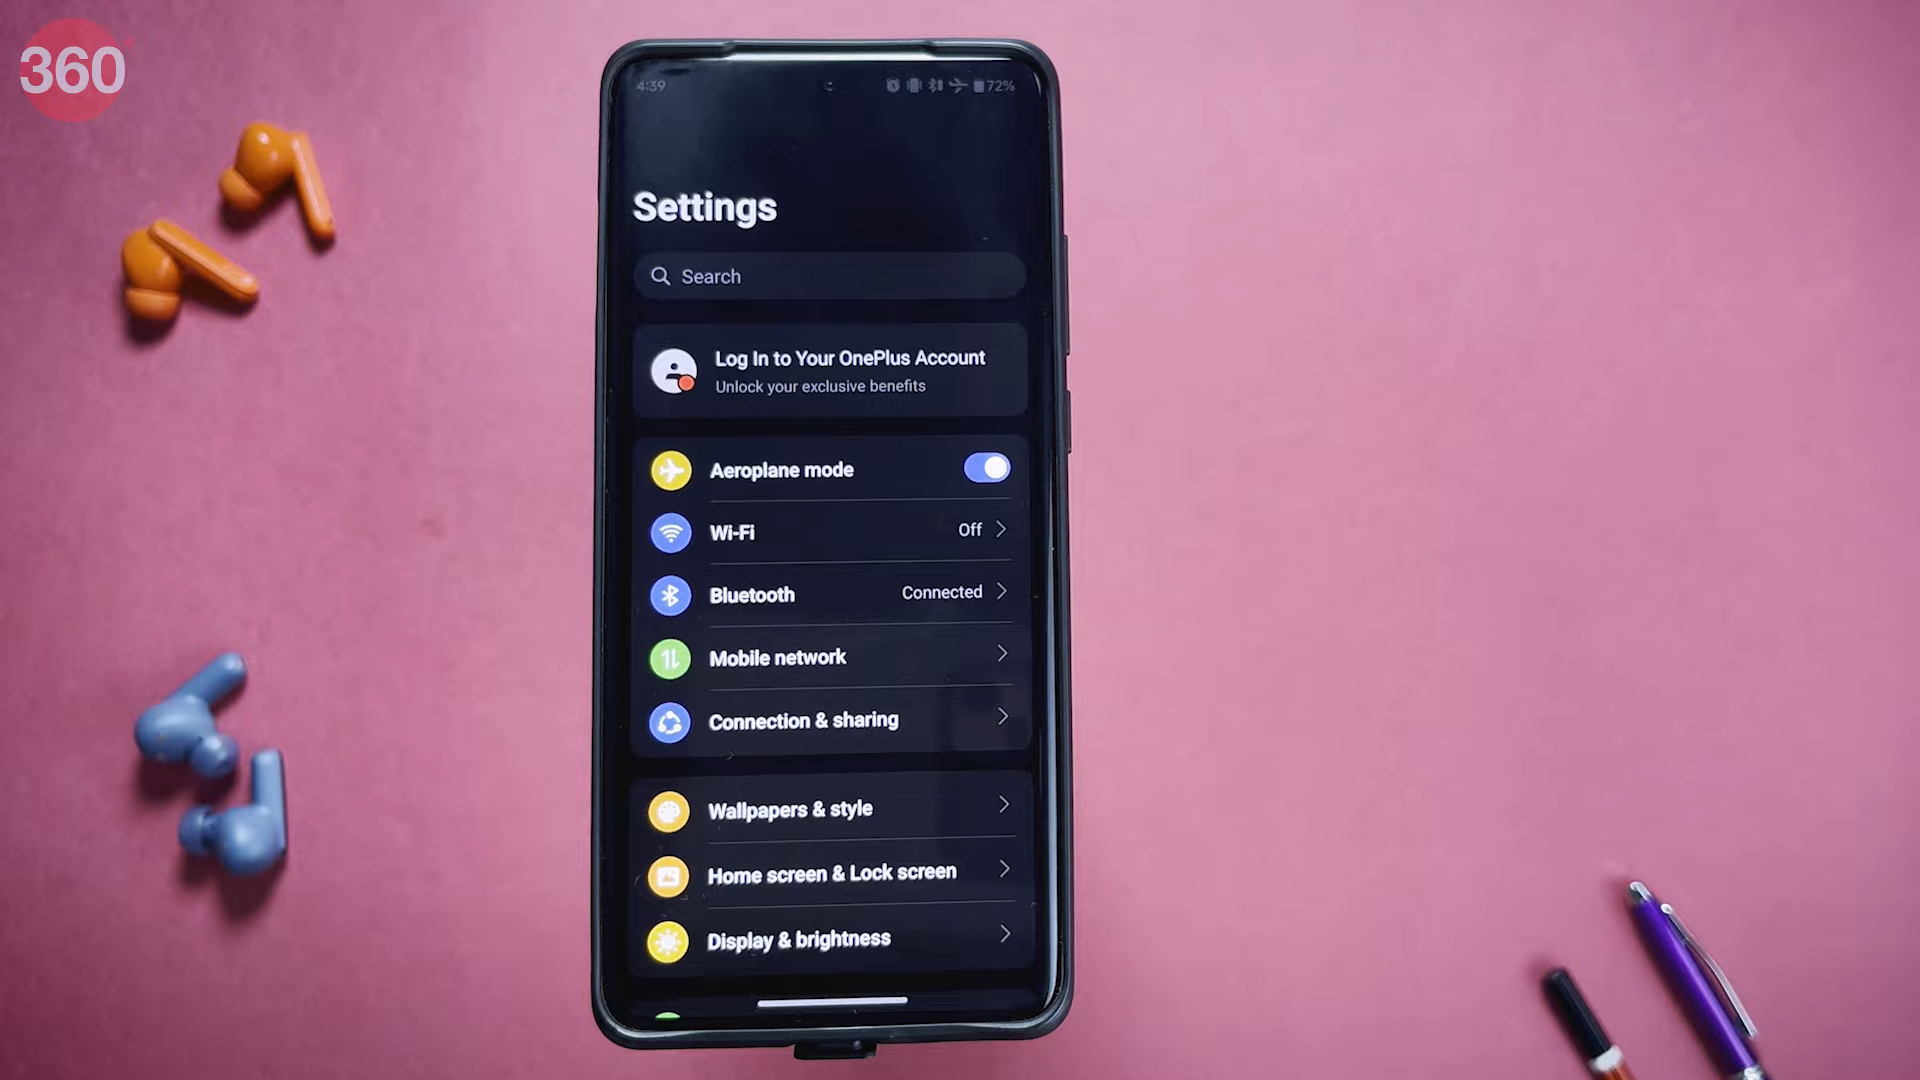 360
4:39
72%
Settings
Search
Log In to Your OnePlus Account
Unlock your exclusive benefits
Aeroplane mode
Wi-Fi Off
Bluetooth Connected
Mobile network
Connection & sharing
Wallpapers & style
Home screen & Lock screen
Display & brightness